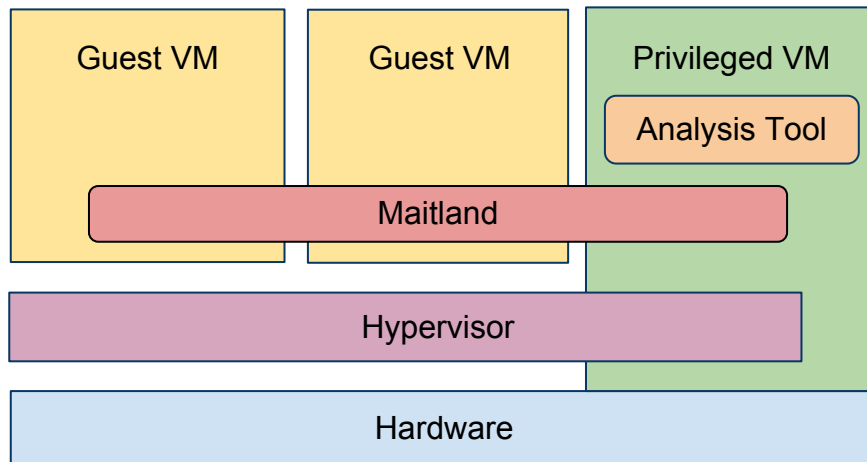 Guest VM
Guest VM
Privileged VM
Analysis Tool
Maitland
Hypervisor
Hardware